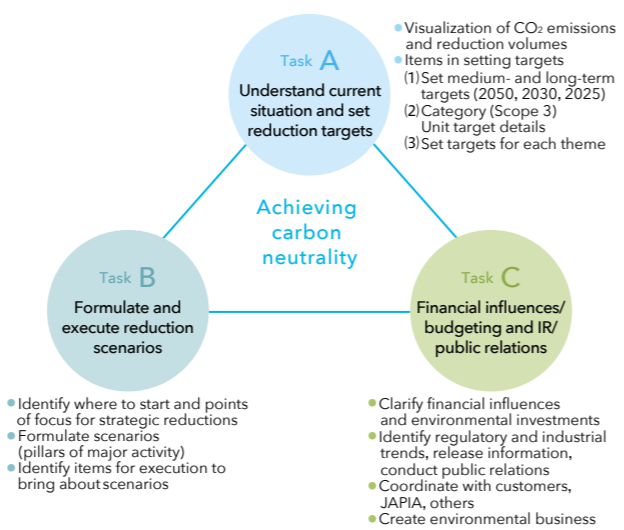 Task A
Understand current
situation and set
reduction targets
● Visualization of CO₂ emissions
and reduction volumes
● Items in setting targets
(1) Set medium- and long-term
targets (2050, 2030, 2025)
(2) Category (Scope 3)
Unit target details
(3) Set targets for each theme
Achieving
carbon
neutrality
Task B
Formulate and
execute reduction
scenarios
● Identify where to start and points
of focus for strategic reductions
● Formulate scenarios
(pillars of major activity)
● Identify items for execution to
bring about scenarios
Task C
Financial influences/
budgeting and IR/
public relations
● Clarify financial influences
and environmental investments
● Identify regulatory and industrial
trends, release information,
conduct public relations
● Coordinate with customers,
JAPIA, others
● Create environmental business